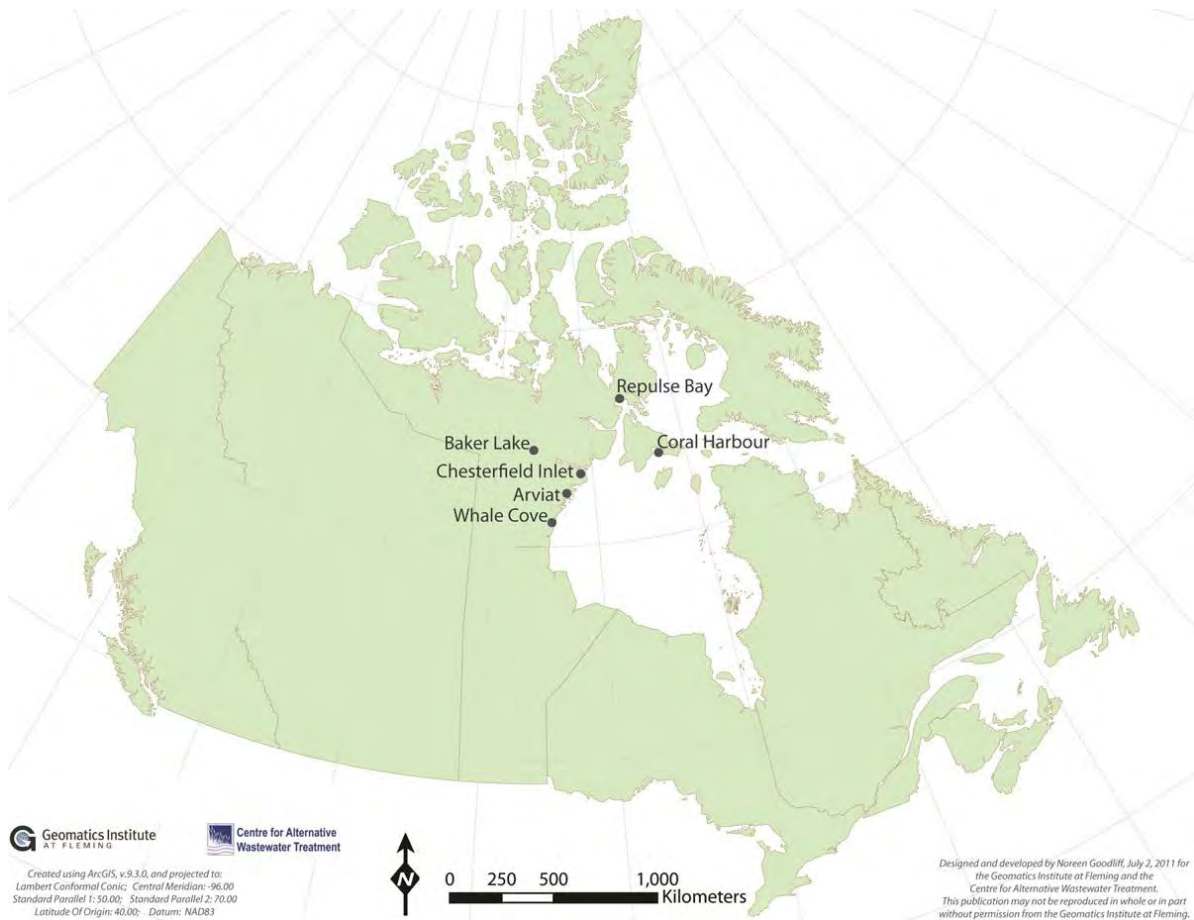 Repulse Bay
Baker Lake
Coral Harbour
Chesterfield Inlet
Arviat
Whale Cove
G Geomatics Institute
AT FLEMING
Centre for Alternative
Wastewater Treatment
Created using ArcGIS, v.9.3.0, and projected to:
Lambert Conformal Conic; Central Meridian: -96.00
Standard Parallel 1: 50.00; Standard Parallel 2: 70.00
Latitude Of Origin: 40.00; Datum: NAD83
N
0 250 500 1,000
Kilometers
Designed and developed by Noreen Goodliff, July 2, 2011 for
the Geomatics Institute at Fleming and the
Centre for Alternative Wastewater Treatment.
This publication may not be reproduced in whole or in part
without permission from the Geomatics Institute at Fleming.